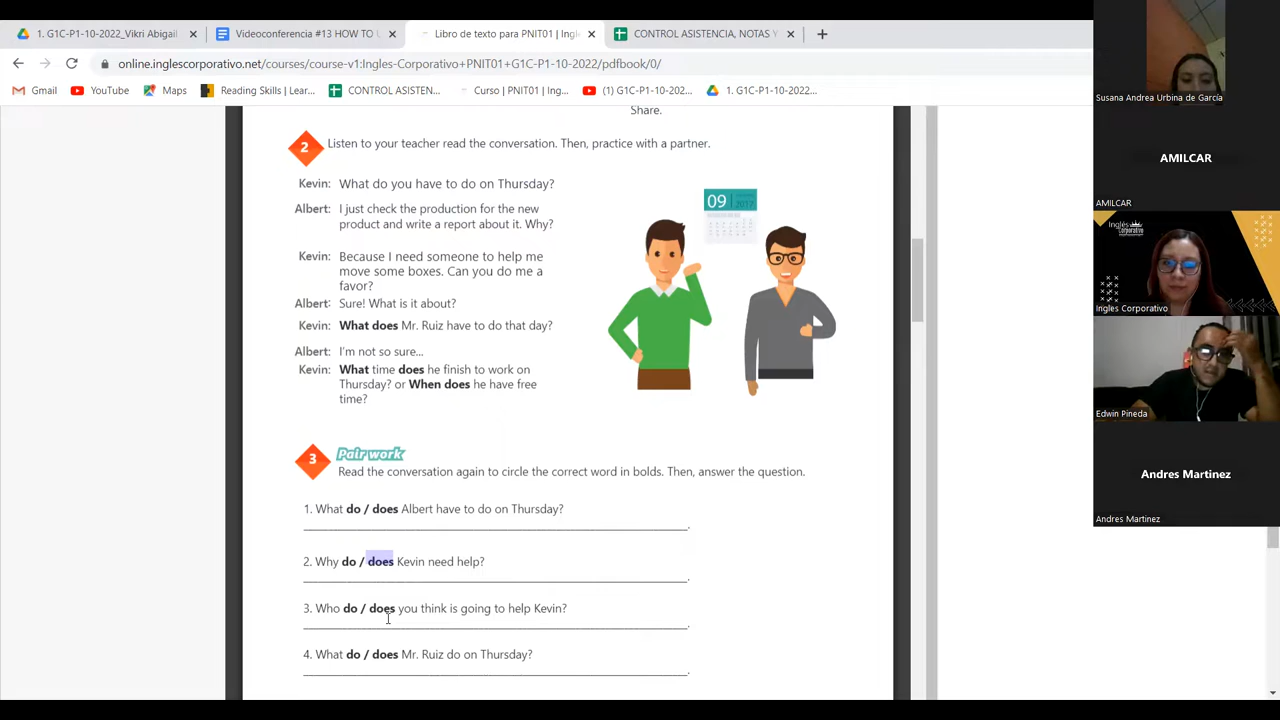 1. G1C-P1-10-2022_Vikri Abigail
Videoconferencia #13 HOW TO U
Libro de texto para PNIT01 | Ingl
CONTROL ASISTENCIA, NOTAS Y
online.inglescorporativo.net/courses/course-v1:Ingles-Corporativo+PNIT01+G1C-P1-10-2022/pdfbook/0/
Gmail
YouTube
Maps
Reading Skills | Lear...
CONTROL ASISTEN...
Curso | PNIT01 | Ing...
(1) G1C-P1-10-202...
1. G1C-P1-10-2022...
Share.
2 Listen to your teacher read the conversation. Then, practice with a partner.
Kevin: What do you have to do on Thursday?
Albert: I just check the production for the new
product and write a report about it. Why?
Kevin: Because I need someone to help me
move some boxes. Can you do me a
favor?
Albert: Sure! What is it about?
Kevin: What does Mr. Ruiz have to do that day?
Albert: I'm not so sure...
Kevin: What time does he finish to work on
Thursday? or When does he have free
time?
09
2017
3 Pair work
Read the conversation again to circle the correct word in bolds. Then, answer the question.
1. What do / does Albert have to do on Thursday?
2. Why do / does Kevin need help?
3. Who do / does you think is going to help Kevin?
4. What do / does Mr. Ruiz do on Thursday?
Susana Andrea Urbina de García
AMILCAR
AMILCAR
Inglés
Corporativo
Ingles Corporativo
Edwin Pineda
Andres Martinez
Andres Martinez